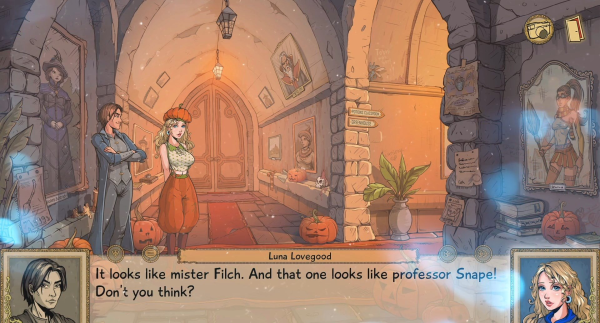 Luna Lovegood
It looks like mister Filch. And that one looks like professor Snape!
Don't you think?